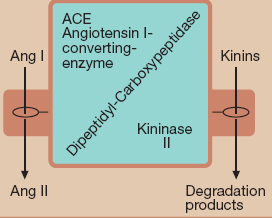 ACE
Angiotensin I-
converting-
enzyme
Dipeptidyl-Carboxypeptidase
Kininase
II
Ang I
Kinins
Ang II
Degradation
products